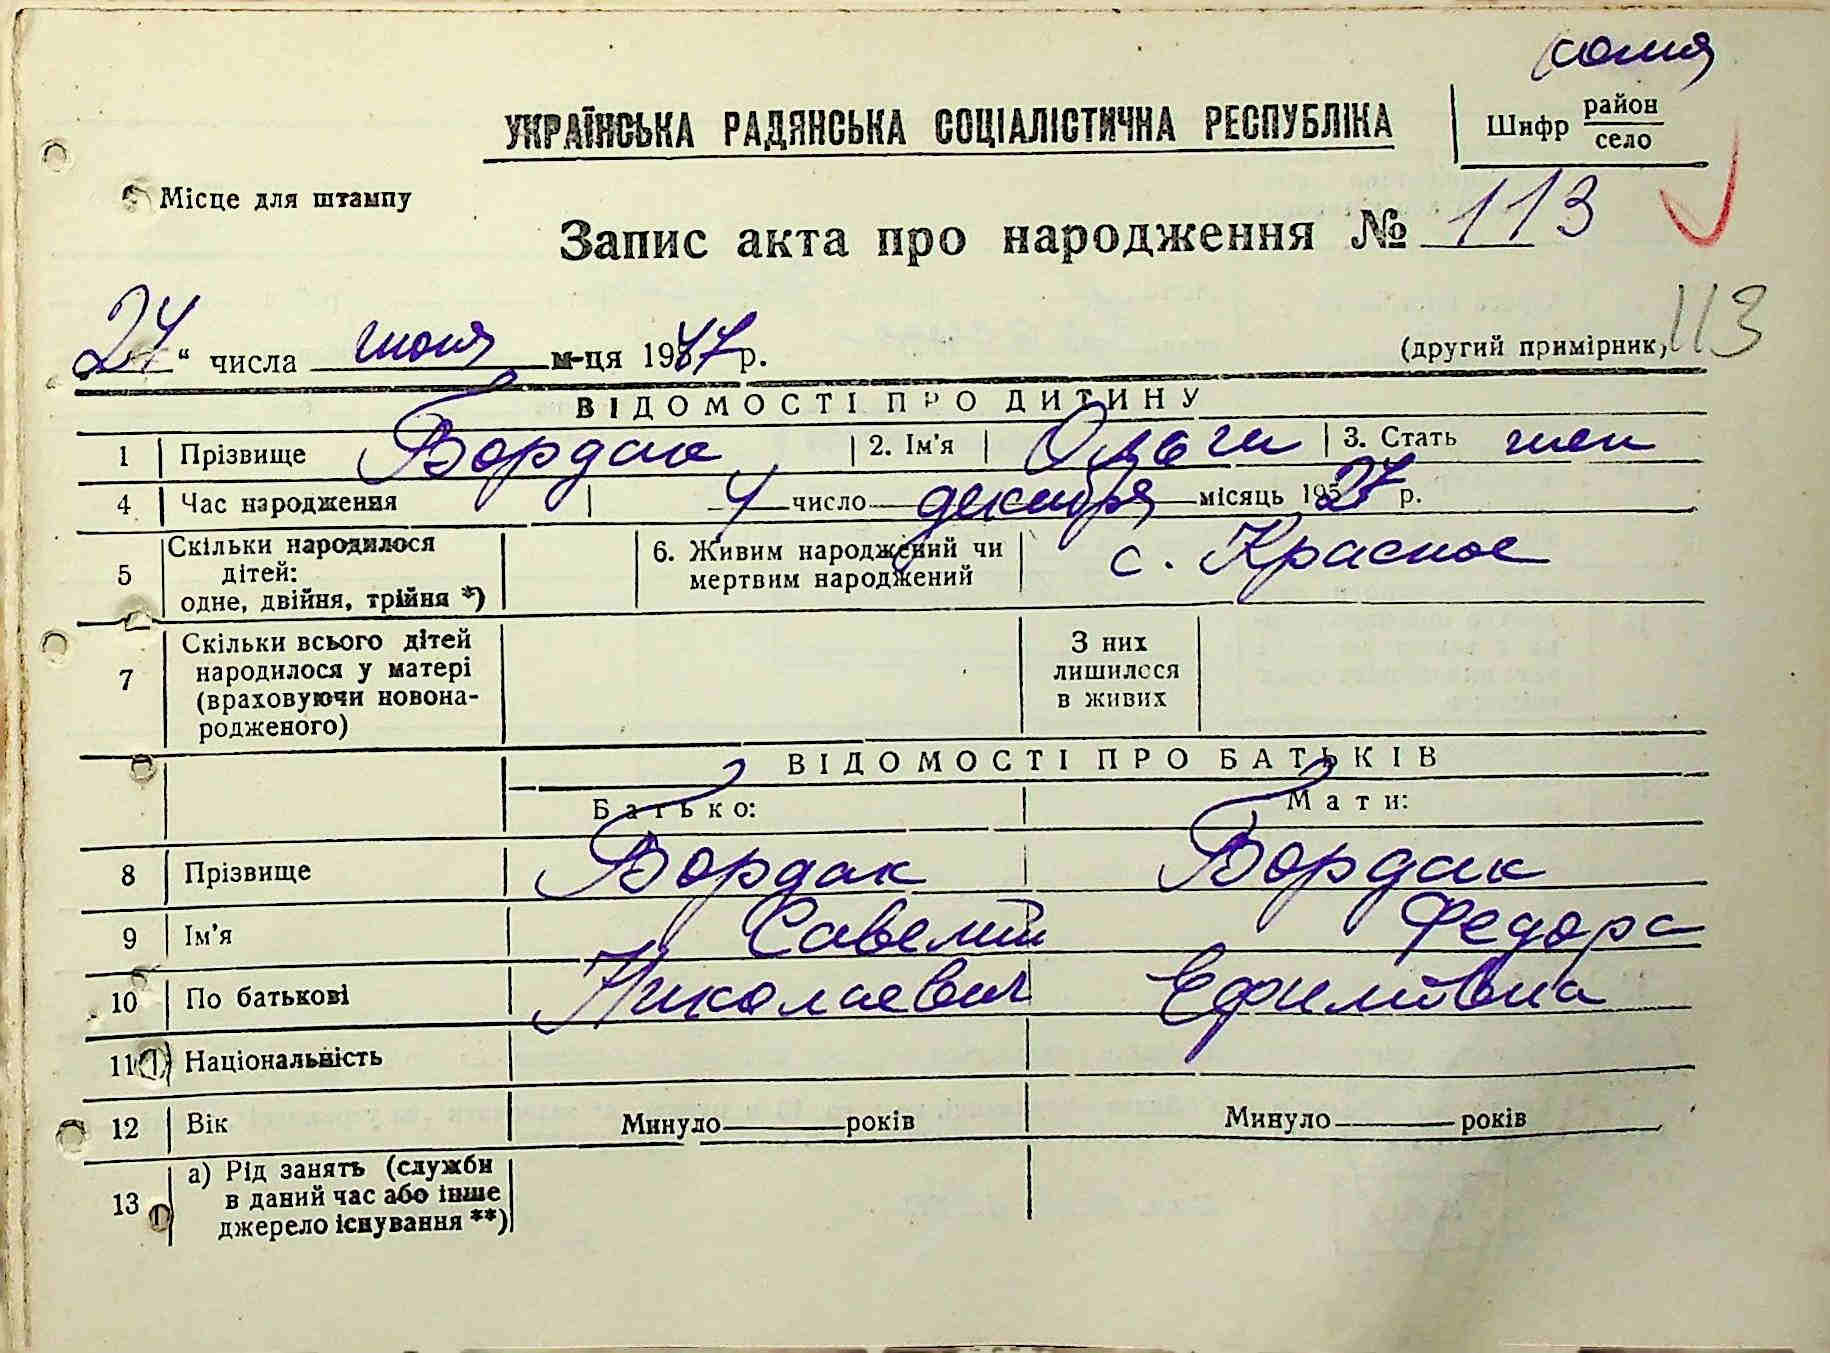 копия
УКРАЇНСЬКА РАДЯНСЬКА СОЦІАЛІСТИЧНА РЕСПУБЛІКА
Шифр район
село
Місце для штампу
Запис акта про народження № 113
113
24 " числа июня м-ця 1947 р. (другий примірник)
ВІДОМОСТІ ПРО ДИТИНУ
1 Прізвище Бордак 2. Ім'я Ольги 3. Стать жен
4 Час народження 4 число декабря місяць 1927 р.
5 Скільки народилося дітей: одне, двійня, трійня *) 6. Живим народжений чи мертвим народжений с. Красное
7 Скільки всього дітей народилося у матері (враховуючи новонародженого) З них лишилося в живих
ВІДОМОСТІ ПРО БАТЬКІВ
Батько: Мати:
8 Прізвище Бордак Бордак
9 Ім'я Савелий Федора
10 По батькові Николаевич Ефимовна
11 Національність
12 Вік Минуло років Минуло років
13 а) Рід занять (служби в даний час або інше джерело існування **)